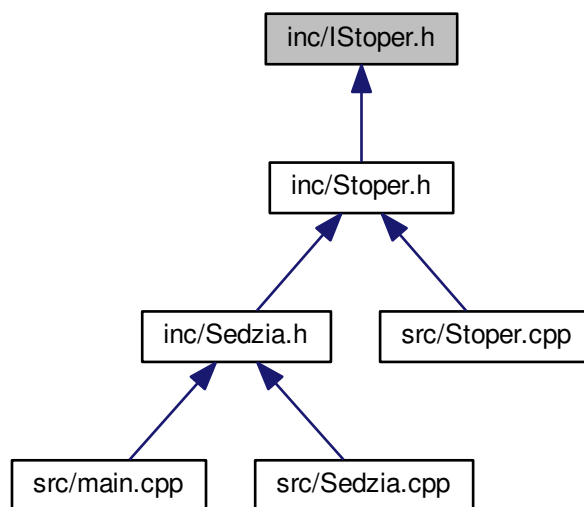 inc/IStoper.h
inc/Stoper.h
inc/Sedzia.h
src/Stoper.cpp
src/main.cpp
src/Sedzia.cpp